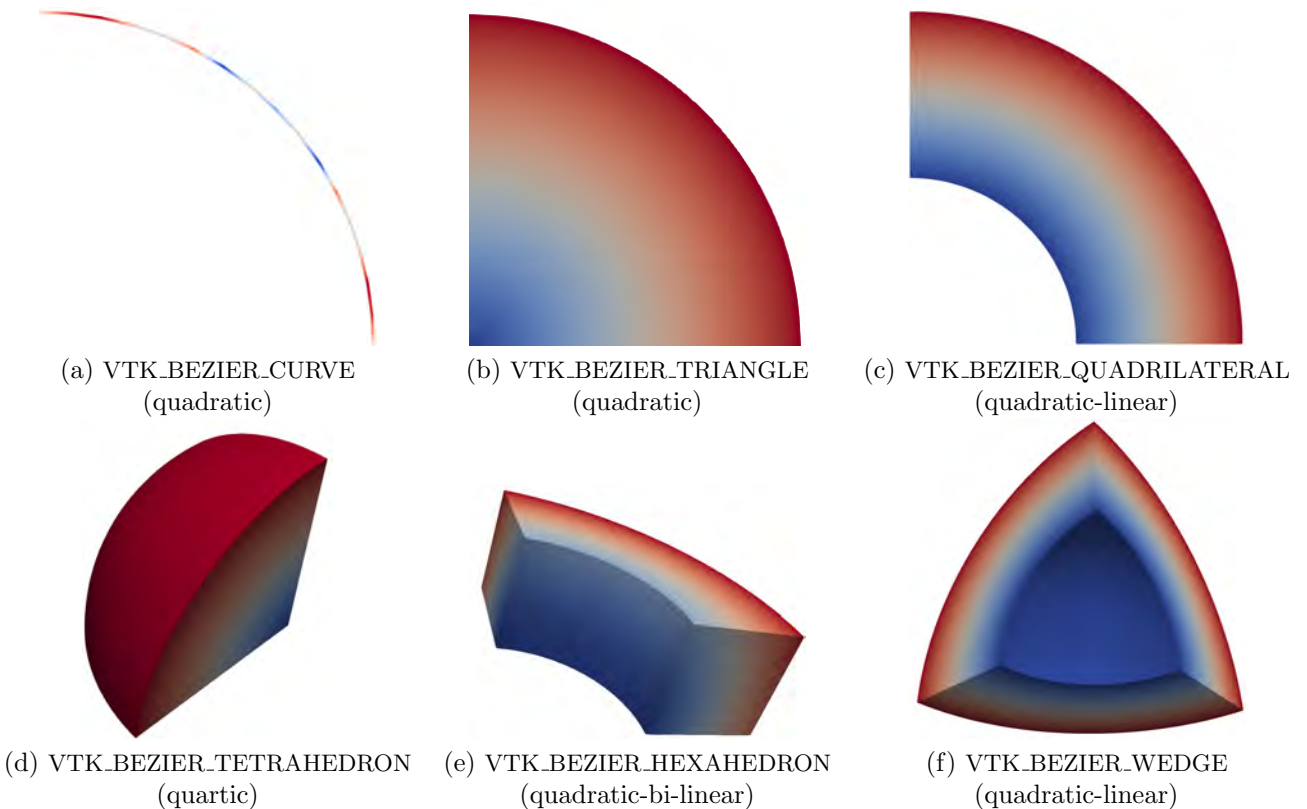 (a) VTK_BEZIER_CURVE
(quadratic)
(b) VTK_BEZIER_TRIANGLE
(quadratic)
(c) VTK_BEZIER_QUADRILATERAL
(quadratic-linear)
(d) VTK_BEZIER_TETRAHEDRON
(quartic)
(e) VTK_BEZIER_HEXAHEDRON
(quadratic-bi-linear)
(f) VTK_BEZIER_WEDGE
(quadratic-linear)